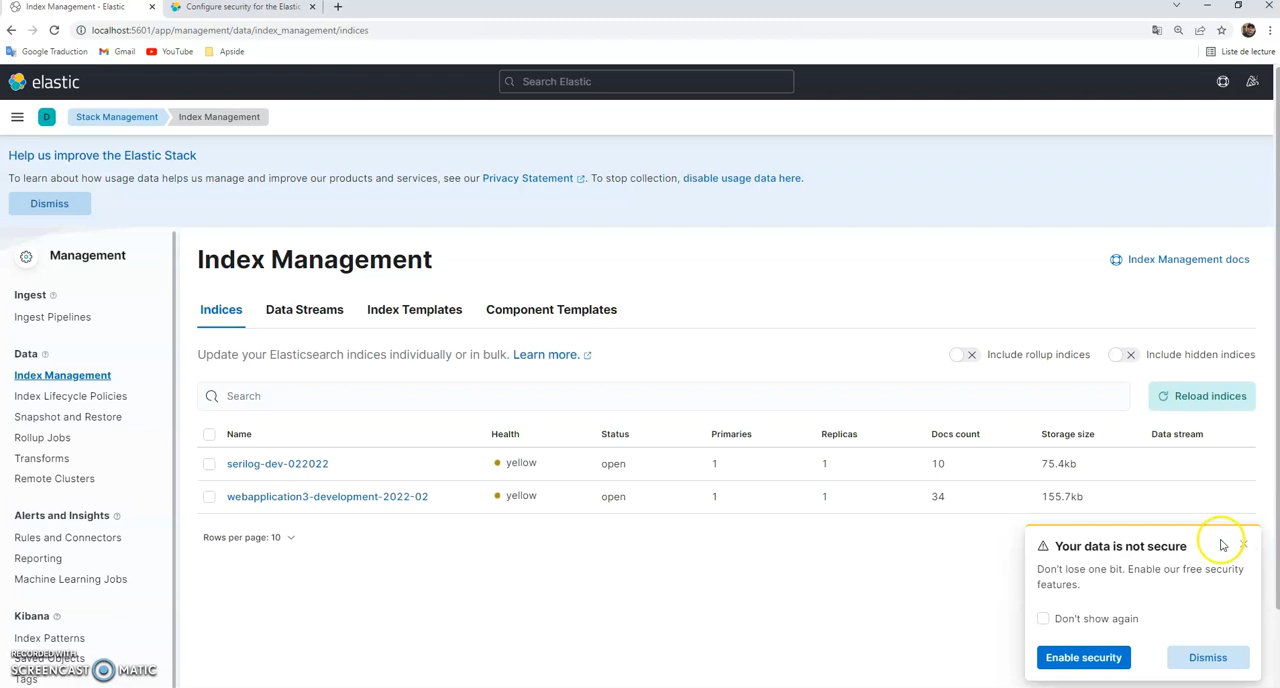 Index Management - Elastic
Configure security for the Elastic
localhost:5601/app/management/data/index_management/indices
Google Traduction
Gmail
YouTube
Apside
Liste de lecture
elastic
Search Elastic
D
Stack Management
Index Management
Help us improve the Elastic Stack
To learn about how usage data helps us manage and improve our products and services, see our Privacy Statement. To stop collection, disable usage data here.
Dismiss
Management
Index Management
Index Management docs
Ingest
Ingest Pipelines
Indices
Data Streams
Index Templates
Component Templates
Data
Index Management
Index Lifecycle Policies
Snapshot and Restore
Rollup Jobs
Transforms
Remote Clusters
Update your Elasticsearch indices individually or in bulk. Learn more.
Include rollup indices
Include hidden indices
Search
Reload indices
Name Health Status Primaries Replicas Docs count Storage size Data stream
serilog-dev-022022 yellow open 1 1 10 75.4kb
webapplication3-development-2022-02 yellow open 1 1 34 155.7kb
Rows per page: 10
Alerts and Insights
Rules and Connectors
Reporting
Machine Learning Jobs
Kibana
Index Patterns
Saved Objects
Tags
Your data is not secure
Don't lose one bit. Enable our free security
features.
Don't show again
Enable security
Dismiss
RECORDED WITH
SCREENCAST MATIC